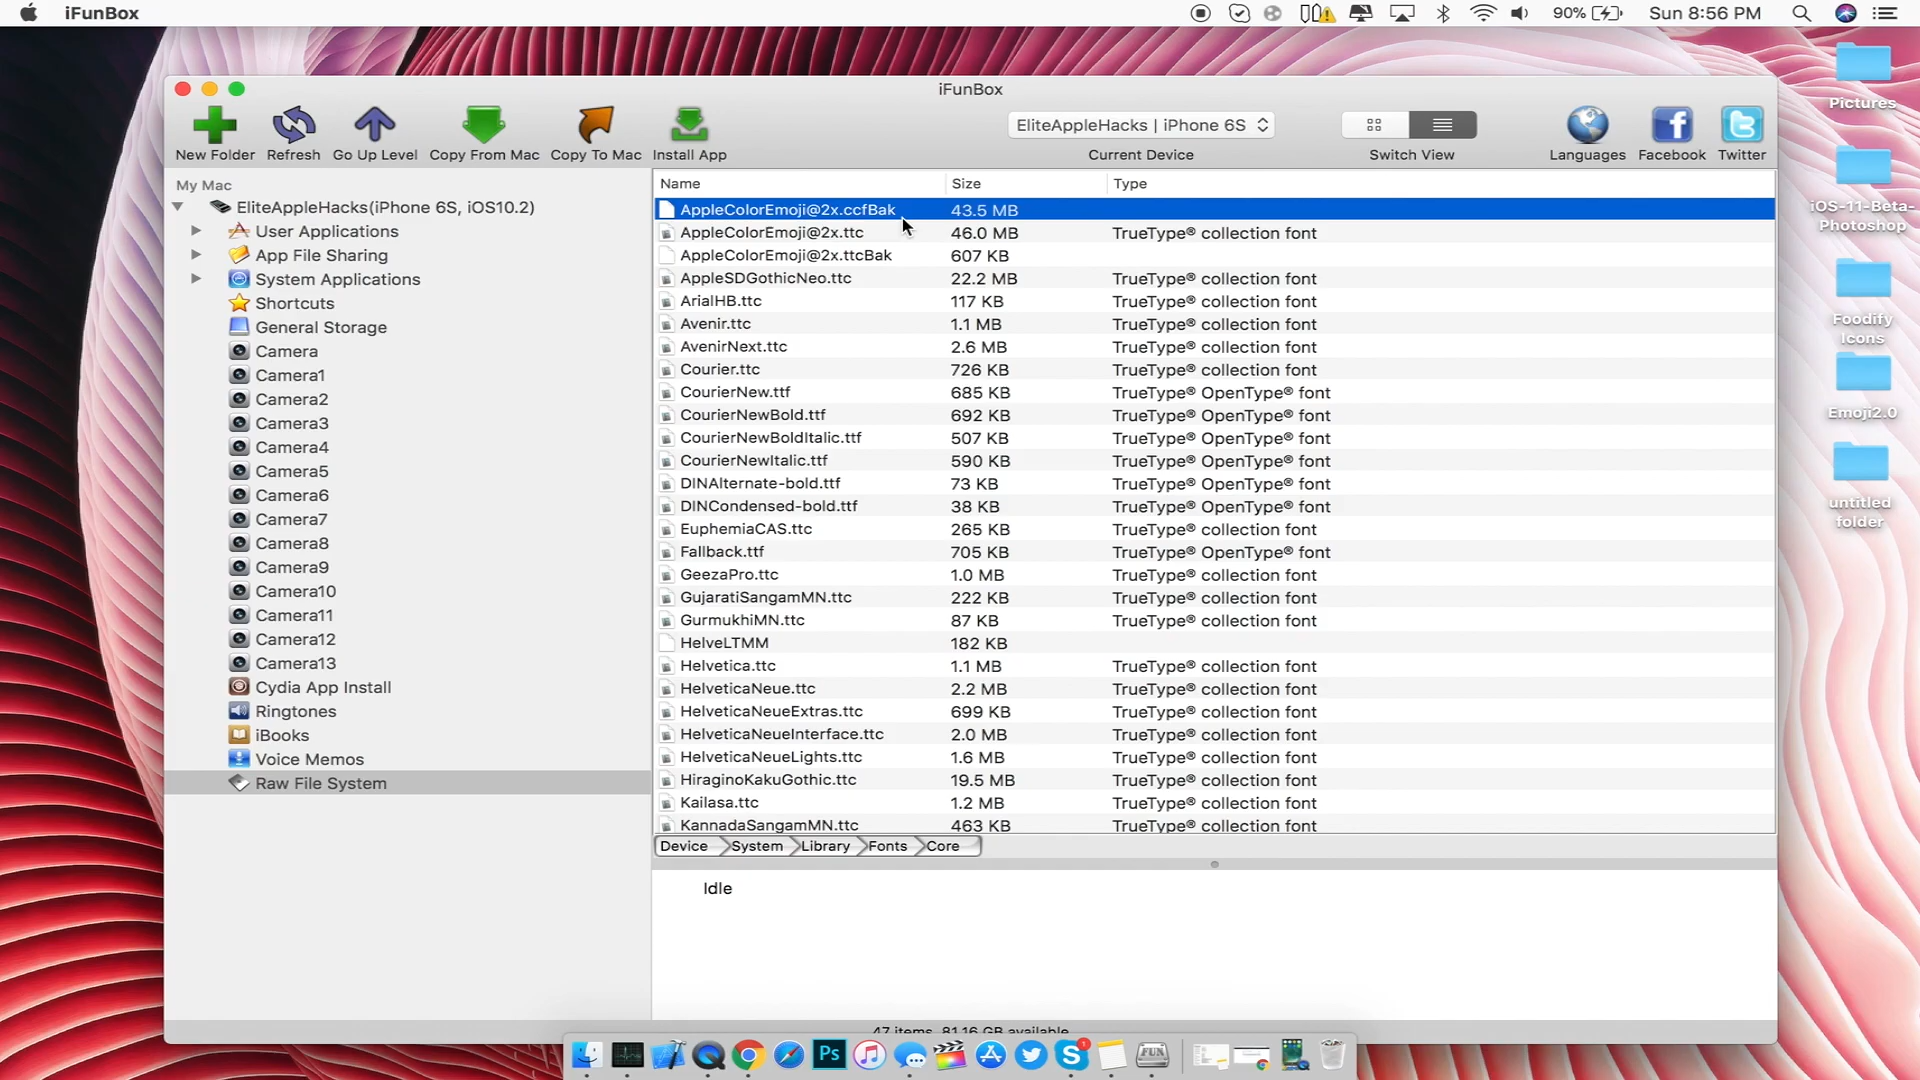 iFunBox
90%
Sun 8:56 PM
iFunBox
New Folder
Refresh
Go Up Level
Copy From Mac
Copy To Mac
Install App
EliteAppleHacks | iPhone 6S
Current Device
Switch View
Languages
Facebook
Twitter
My Mac
EliteAppleHacks(iPhone 6S, iOS10.2)
User Applications
App File Sharing
System Applications
Shortcuts
General Storage
Camera
Camera1
Camera2
Camera3
Camera4
Camera5
Camera6
Camera7
Camera8
Camera9
Camera10
Camera11
Camera12
Camera13
Cydia App Install
Ringtones
iBooks
Voice Memos
Raw File System
Name Size Type
AppleColorEmoji@2x.ccfBak 43.5 MB
AppleColorEmoji@2x.ttc 46.0 MB TrueType® collection font
AppleColorEmoji@2x.ttcBak 607 KB
AppleSDGothicNeo.ttc 22.2 MB TrueType® collection font
ArialHB.ttc 117 KB TrueType® collection font
Avenir.ttc 1.1 MB TrueType® collection font
AvenirNext.ttc 2.6 MB TrueType® collection font
Courier.ttc 726 KB TrueType® collection font
CourierNew.ttf 685 KB TrueType® OpenType® font
CourierNewBold.ttf 692 KB TrueType® OpenType® font
CourierNewBoldItalic.ttf 507 KB TrueType® OpenType® font
CourierNewItalic.ttf 590 KB TrueType® OpenType® font
DINAlternate-bold.ttf 73 KB TrueType® OpenType® font
DINCondensed-bold.ttf 38 KB TrueType® OpenType® font
EuphemiaCAS.ttc 265 KB TrueType® collection font
Fallback.ttf 705 KB TrueType® OpenType® font
GeezaPro.ttc 1.0 MB TrueType® collection font
GujaratiSangamMN.ttc 222 KB TrueType® collection font
GurmukhiMN.ttc 87 KB TrueType® collection font
HelveLTMM 182 KB
Helvetica.ttc 1.1 MB TrueType® collection font
HelveticaNeue.ttc 2.2 MB TrueType® collection font
HelveticaNeueExtras.ttc 699 KB TrueType® collection font
HelveticaNeueInterface.ttc 2.0 MB TrueType® collection font
HelveticaNeueLights.ttc 1.6 MB TrueType® collection font
HiraginoKakuGothic.ttc 19.5 MB TrueType® collection font
Kailasa.ttc 1.2 MB TrueType® collection font
KannadaSangamMN.ttc 463 KB TrueType® collection font
Device System Library Fonts Core
Idle
47 items, 81.16 GB available
Pictures
iOS-11-Beta-
Photoshop
Foodify
Icons
Emoji2.0
untitled
folder
Ps
1
FUN